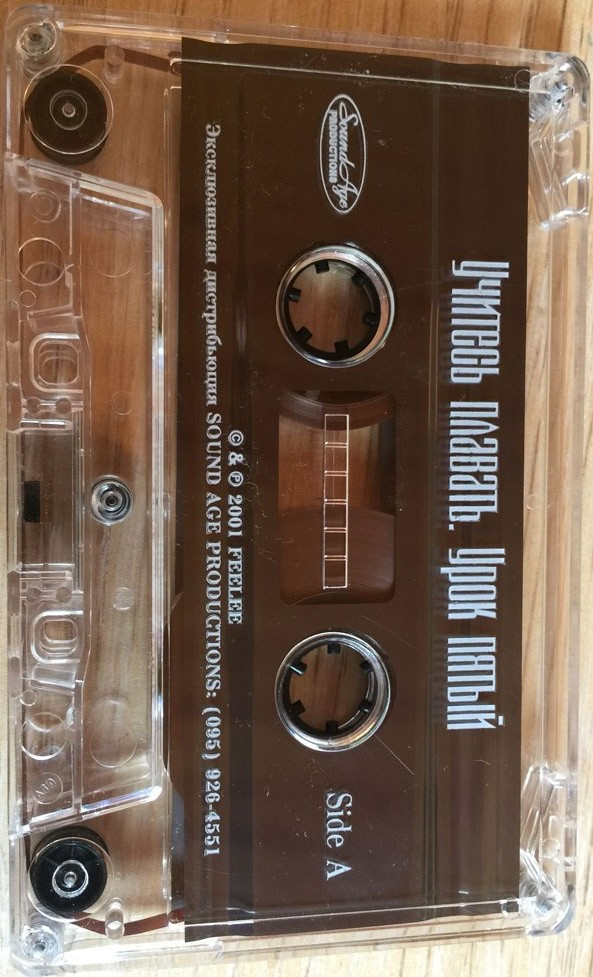 Учитесь плавать. Урок пятый
Sound Age
PRODUCTIONS
Side A
© & ℗ 2001 FEELEE
Эксклюзивная дистрибьюция SOUND AGE PRODUCTIONS: (095) 926-4551